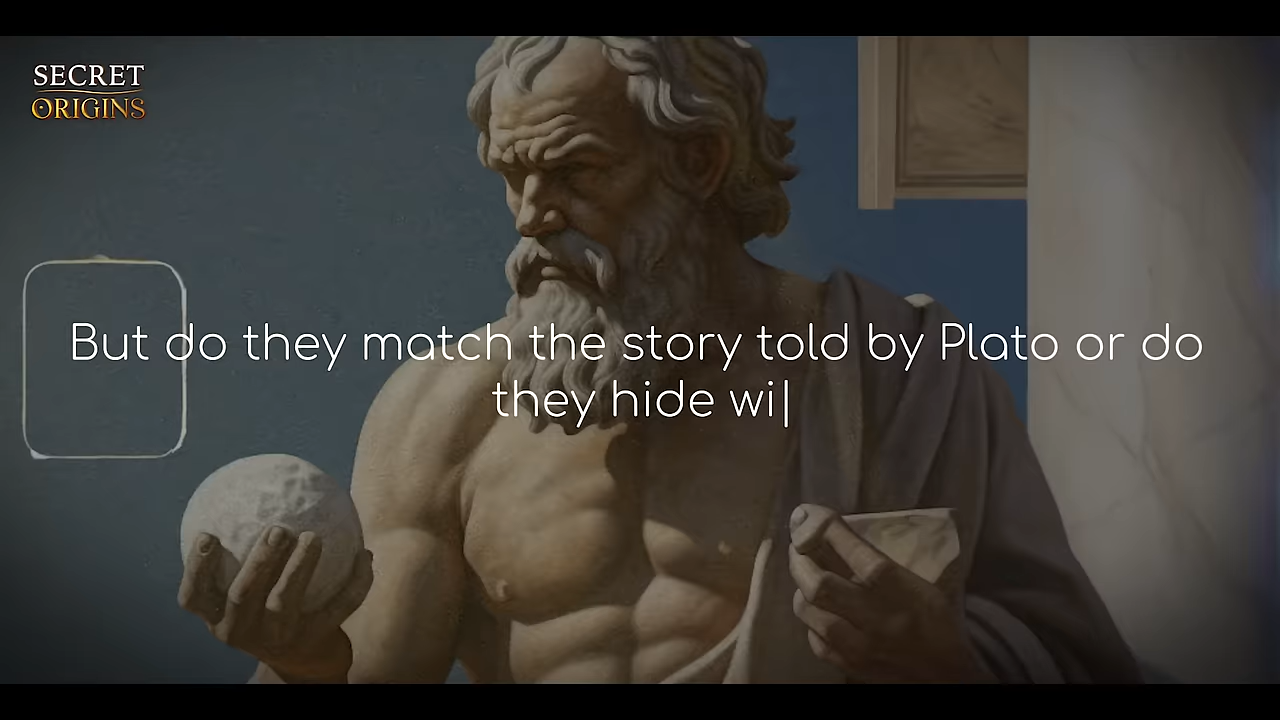 SECRET
ORIGINS
But do they match the story told by Plato or do
they hide wi|